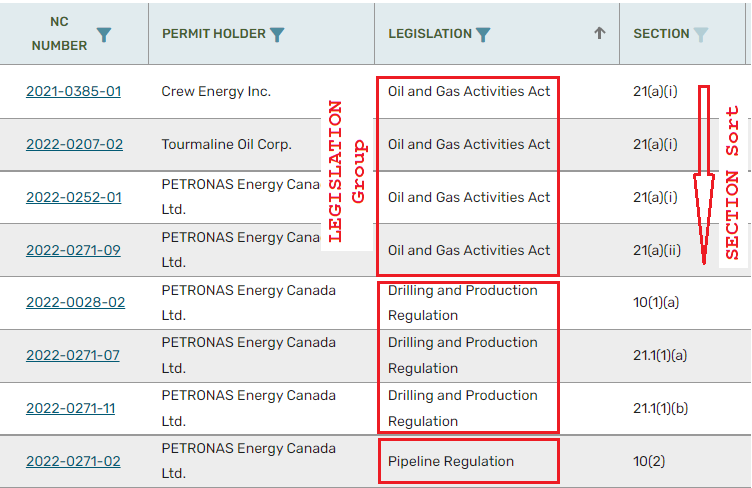 NC NUMBER PERMIT HOLDER LEGISLATION SECTION
2021-0385-01 Crew Energy Inc. Oil and Gas Activities Act 21(a)(i)
2022-0207-02 Tourmaline Oil Corp. Oil and Gas Activities Act 21(a)(i)
2022-0252-01 PETRONAS Energy Canada Ltd. Oil and Gas Activities Act 21(a)(i)
2022-0271-09 PETRONAS Energy Canada Ltd. Oil and Gas Activities Act 21(a)(ii)
2022-0028-02 PETRONAS Energy Canada Ltd. Drilling and Production Regulation 10(1)(a)
2022-0271-07 PETRONAS Energy Canada Ltd. Drilling and Production Regulation 21.1(1)(a)
2022-0271-11 PETRONAS Energy Canada Ltd. Drilling and Production Regulation 21.1(1)(b)
2022-0271-02 PETRONAS Energy Canada Ltd. Pipeline Regulation 10(2)
LEGISLATION
Group
SECTION Sort